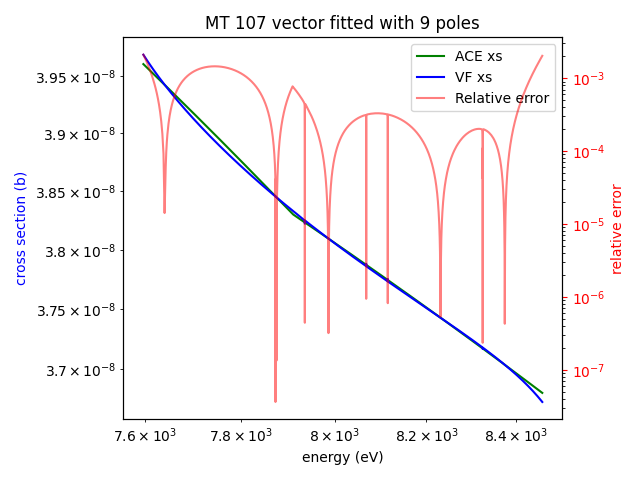 MT 107 vector fitted with 9 poles
ACE xs
VF xs
Relative error
cross section (b)
3.95 × 10⁻⁸
3.9 × 10⁻⁸
3.85 × 10⁻⁸
3.8 × 10⁻⁸
3.75 × 10⁻⁸
3.7 × 10⁻⁸
10⁻³
10⁻⁴
10⁻⁵
10⁻⁶
10⁻⁷
relative error
7.6 × 10³ 7.8 × 10³ 8 × 10³ 8.2 × 10³ 8.4 × 10³
energy (eV)